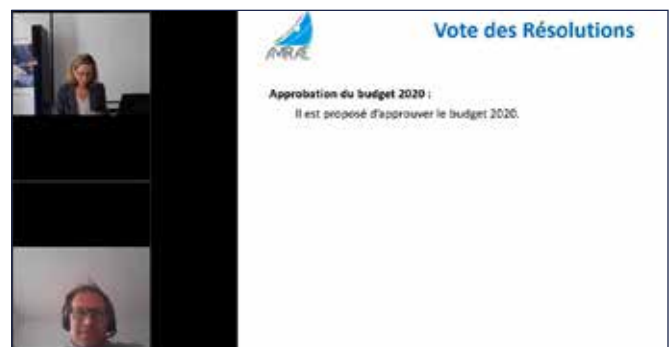 AMRAE
Vote des Résolutions
Approbation du budget 2020 :
Il est proposé d'approuver le budget 2020.